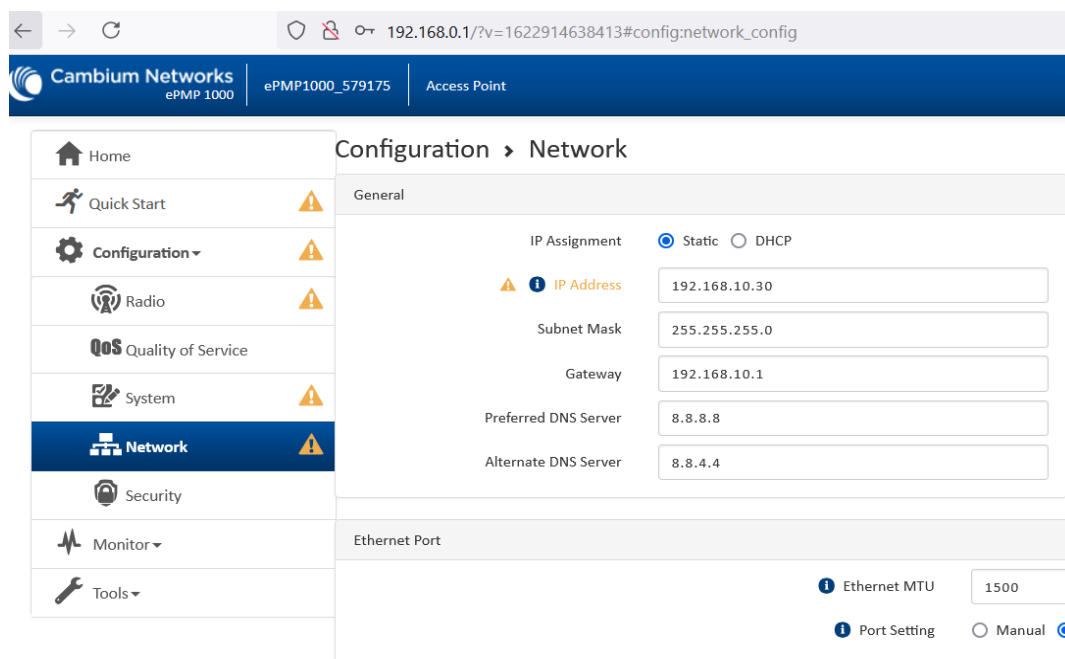 192.168.0.1/?v=1622914638413#config:network_config
Cambium Networks
ePMP 1000
ePMP1000_579175
Access Point
Home
Quick Start
Configuration
Radio
QoS Quality of Service
System
Network
Security
Monitor
Tools
Configuration > Network
General
IP Assignment Static DHCP
IP Address 192.168.10.30
Subnet Mask 255.255.255.0
Gateway 192.168.10.1
Preferred DNS Server 8.8.8.8
Alternate DNS Server 8.8.4.4
Ethernet Port
Ethernet MTU 1500
Port Setting Manual